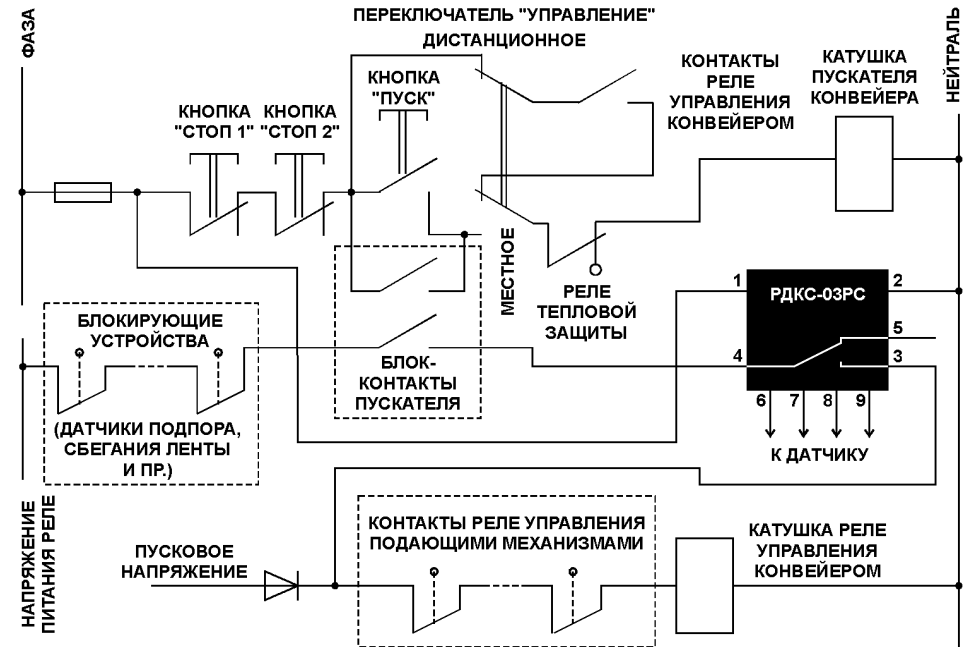 ФАЗА
ПЕРЕКЛЮЧАТЕЛЬ "УПРАВЛЕНИЕ"
ДИСТАНЦИОННОЕ
КНОПКА
"СТОП 1"
КНОПКА
"СТОП 2"
КНОПКА
"ПУСК"
КОНТАКТЫ
РЕЛЕ
УПРАВЛЕНИЯ
КОНВЕЙЕРОМ
КАТУШКА
ПУСКАТЕЛЯ
КОНВЕЙЕРА
НЕЙТРАЛЬ
МЕСТНОЕ
РЕЛЕ
ТЕПЛОВОЙ
ЗАЩИТЫ
1
РДКС-03РС
2
5
4
3
6
7
8
9
К ДАТЧИКУ
БЛОКИРУЮЩИЕ
УСТРОЙСТВА
(ДАТЧИКИ ПОДПОРА,
СБЕГАНИЯ ЛЕНТЫ
И ПР.)
БЛОК-
КОНТАКТЫ
ПУСКАТЕЛЯ
НАПРЯЖЕНИЕ
ПИТАНИЯ РЕЛЕ
ПУСКОВОЕ
НАПРЯЖЕНИЕ
КОНТАКТЫ РЕЛЕ УПРАВЛЕНИЯ
ПОДАЮЩИМИ МЕХАНИЗМАМИ
КАТУШКА РЕЛЕ
УПРАВЛЕНИЯ
КОНВЕЙЕРОМ